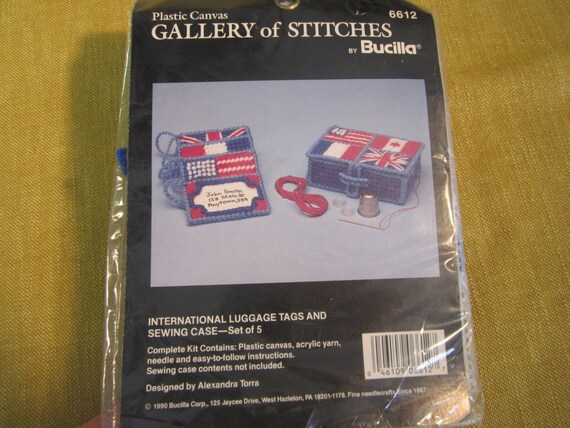 Plastic Canvas
6612
GALLERY of STITCHES
BY Bucilla®
John Smith
123 Main St.
Anytown, USA
INTERNATIONAL LUGGAGE TAGS AND
SEWING CASE—Set of 5
Complete Kit Contains: Plastic canvas, acrylic yarn,
needle and easy-to-follow instructions.
Sewing case contents not included.
Designed by Alexandra Torra
0 46109 06612
© 1990 Bucilla Corp., 125 Jaycee Drive, West Hazleton, PA 18201-1178. Fine needlecrafts since 1867.